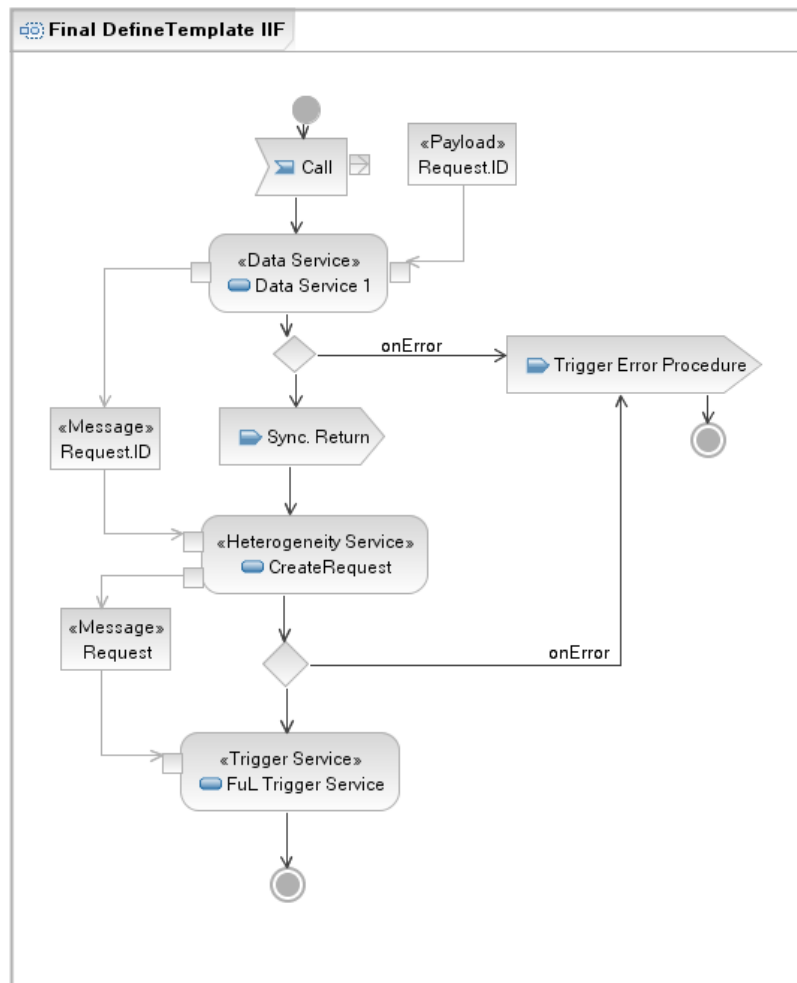 Final DefineTemplate IIF
«Payload»
Request.ID
Call
«Data Service»
Data Service 1
onError
Trigger Error Procedure
«Message»
Request.ID
Sync. Return
«Heterogeneity Service»
CreateRequest
«Message»
Request
onError
«Trigger Service»
FuL Trigger Service